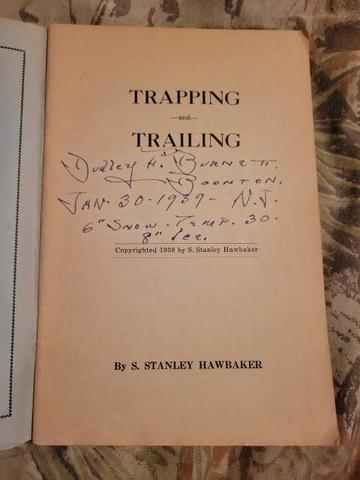 TRAPPING
—and—
TRAILING
Dudley H. Burnett.
Boonton,
JAN-30-1939- N.J.
6" Snow. Temp. 30-
8" Ice.
Copyrighted 1938 by S. Stanley Hawbaker
By S. STANLEY HAWBAKER